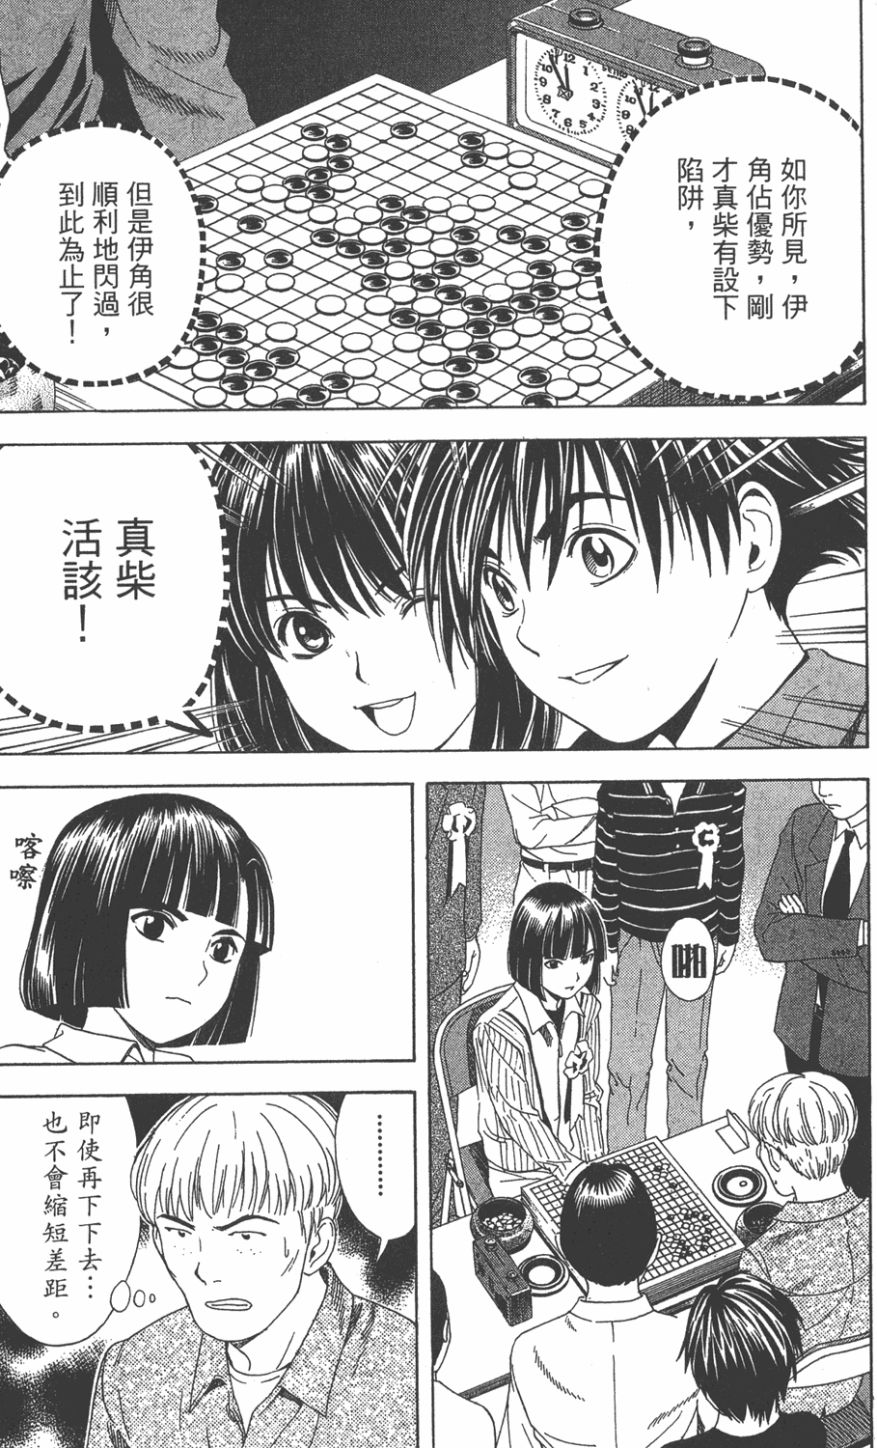 如你所見，伊
角佔優勢，剛
才真柴有設下
陷阱，
但是伊角很
順利地閃過，
到此為止了！
真柴
活該！
啪
喀嚓
………
即使再下下去…
也不會縮短差距。